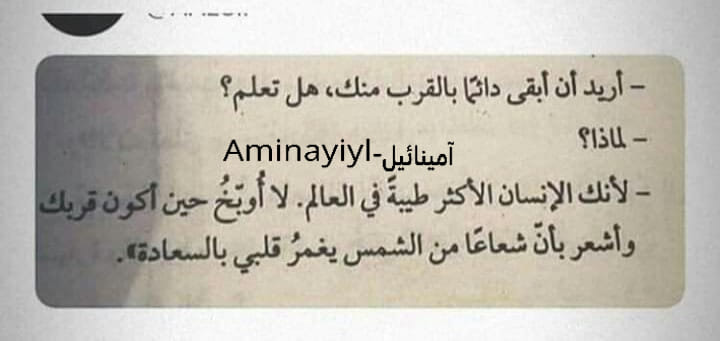 – أريد أن أبقى دائمًا بالقرب منك، هل تعلم؟
– لماذا؟
Aminayiyl-آمينائيل
– لأنك الإنسان الأكثر طيبةً في العالم. لا أُوبّخُ حين أكون قربك
وأشعر بأنّ شعاعًا من الشمس يغمرُ قلبي بالسعادة».